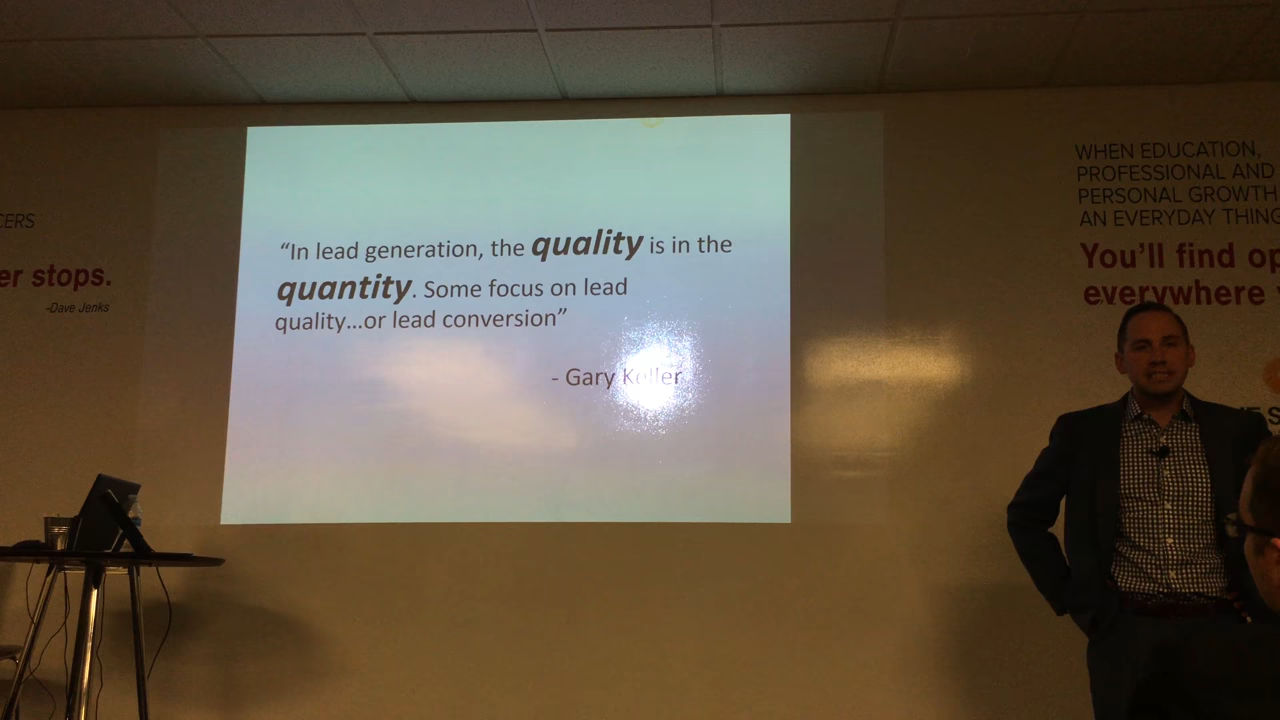 CERS
er stops.
-Dave Jenks
“In lead generation, the quality is in the
quantity. Some focus on lead
quality…or lead conversion”
- Gary Keller
WHEN EDUCATION,
PROFESSIONAL AND
PERSONAL GROWTH
AN EVERYDAY THING
You’ll find op
everywhere